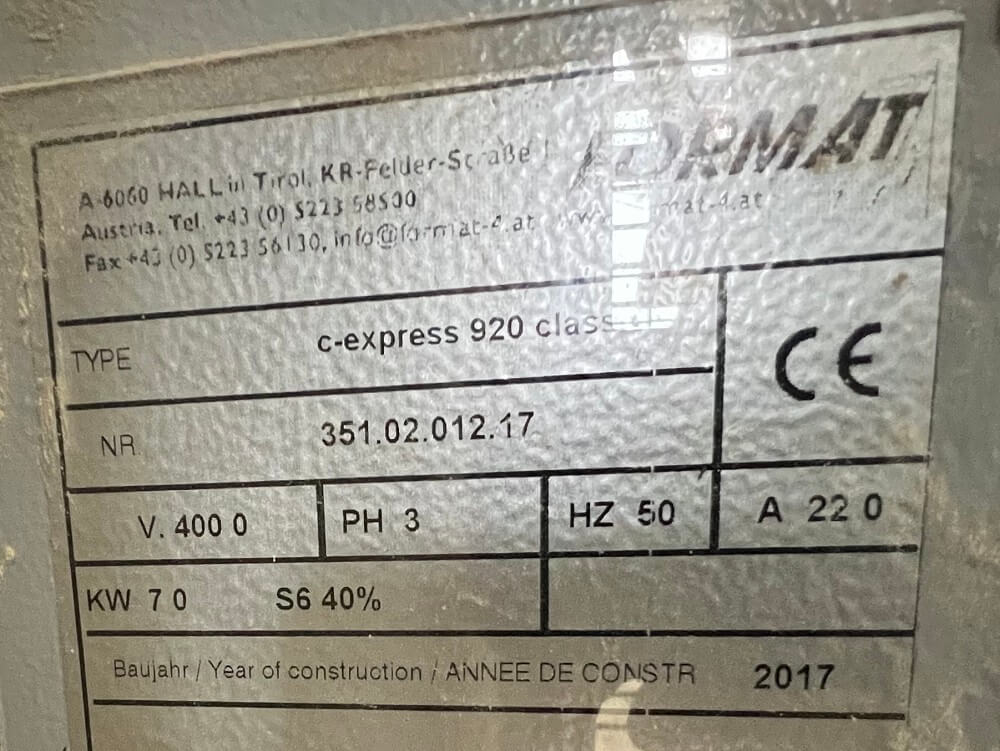 A-6060 HALL in Tirol, KR-Felder-Straße 1
Austria, Tel. +43 (0) 5223 58500
Fax +43 (0) 5223 56130, info@format-4.at
FORMAT
TYPE c-express 920 class
CE
NR. 351.02.012.17
V. 400 0 PH 3 HZ 50 A 22 0
KW 7 0 S6 40%
Baujahr / Year of construction / ANNEE DE CONSTR 2017